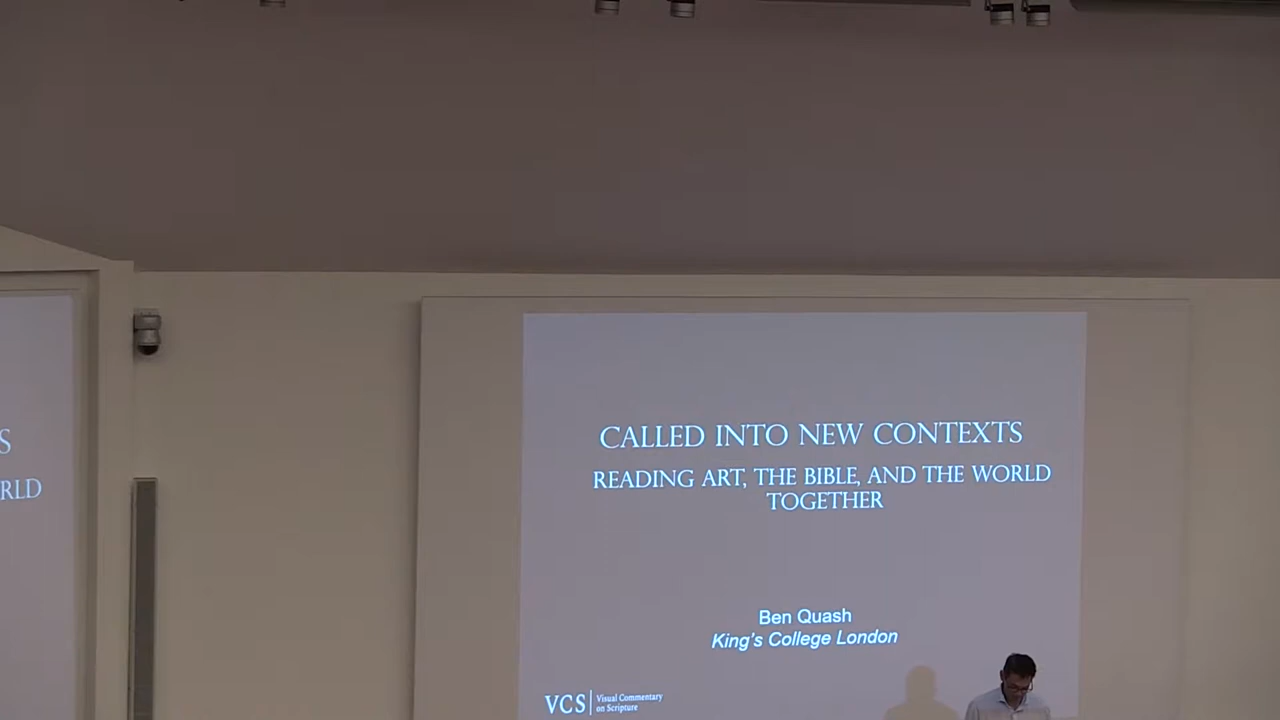 S
RLD
CALLED INTO NEW CONTEXTS
READING ART, THE BIBLE, AND THE WORLD
TOGETHER
Ben Quash
King's College London
VCS
Visual Commentary
on Scripture